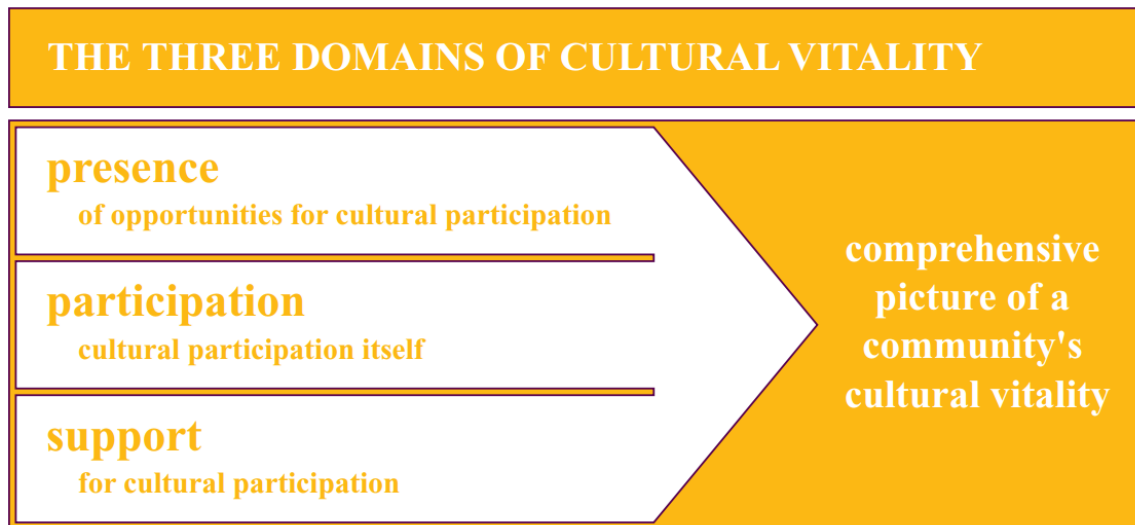 THE THREE DOMAINS OF CULTURAL VITALITY
presence
of opportunities for cultural participation
participation
cultural participation itself
support
for cultural participation
comprehensive
picture of a
community's
cultural vitality